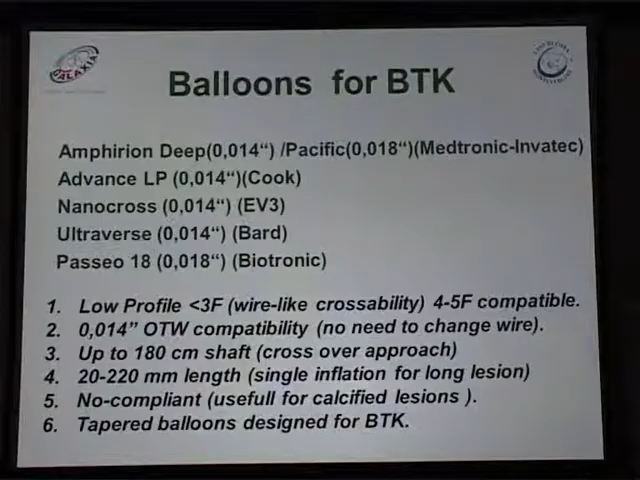 GALAXIA
Balloons for BTK
Amphirion Deep(0,014“) /Pacific(0,018“)(Medtronic-Invatec)
Advance LP (0,014“)(Cook)
Nanocross (0,014“) (EV3)
Ultraverse (0,014“) (Bard)
Passeo 18 (0,018“) (Biotronic)
1. Low Profile <3F (wire-like crossability) 4-5F compatible.
2. 0,014” OTW compatibility (no need to change wire).
3. Up to 180 cm shaft (cross over approach)
4. 20-220 mm length (single inflation for long lesion)
5. No-compliant (usefull for calcified lesions ).
6. Tapered balloons designed for BTK.